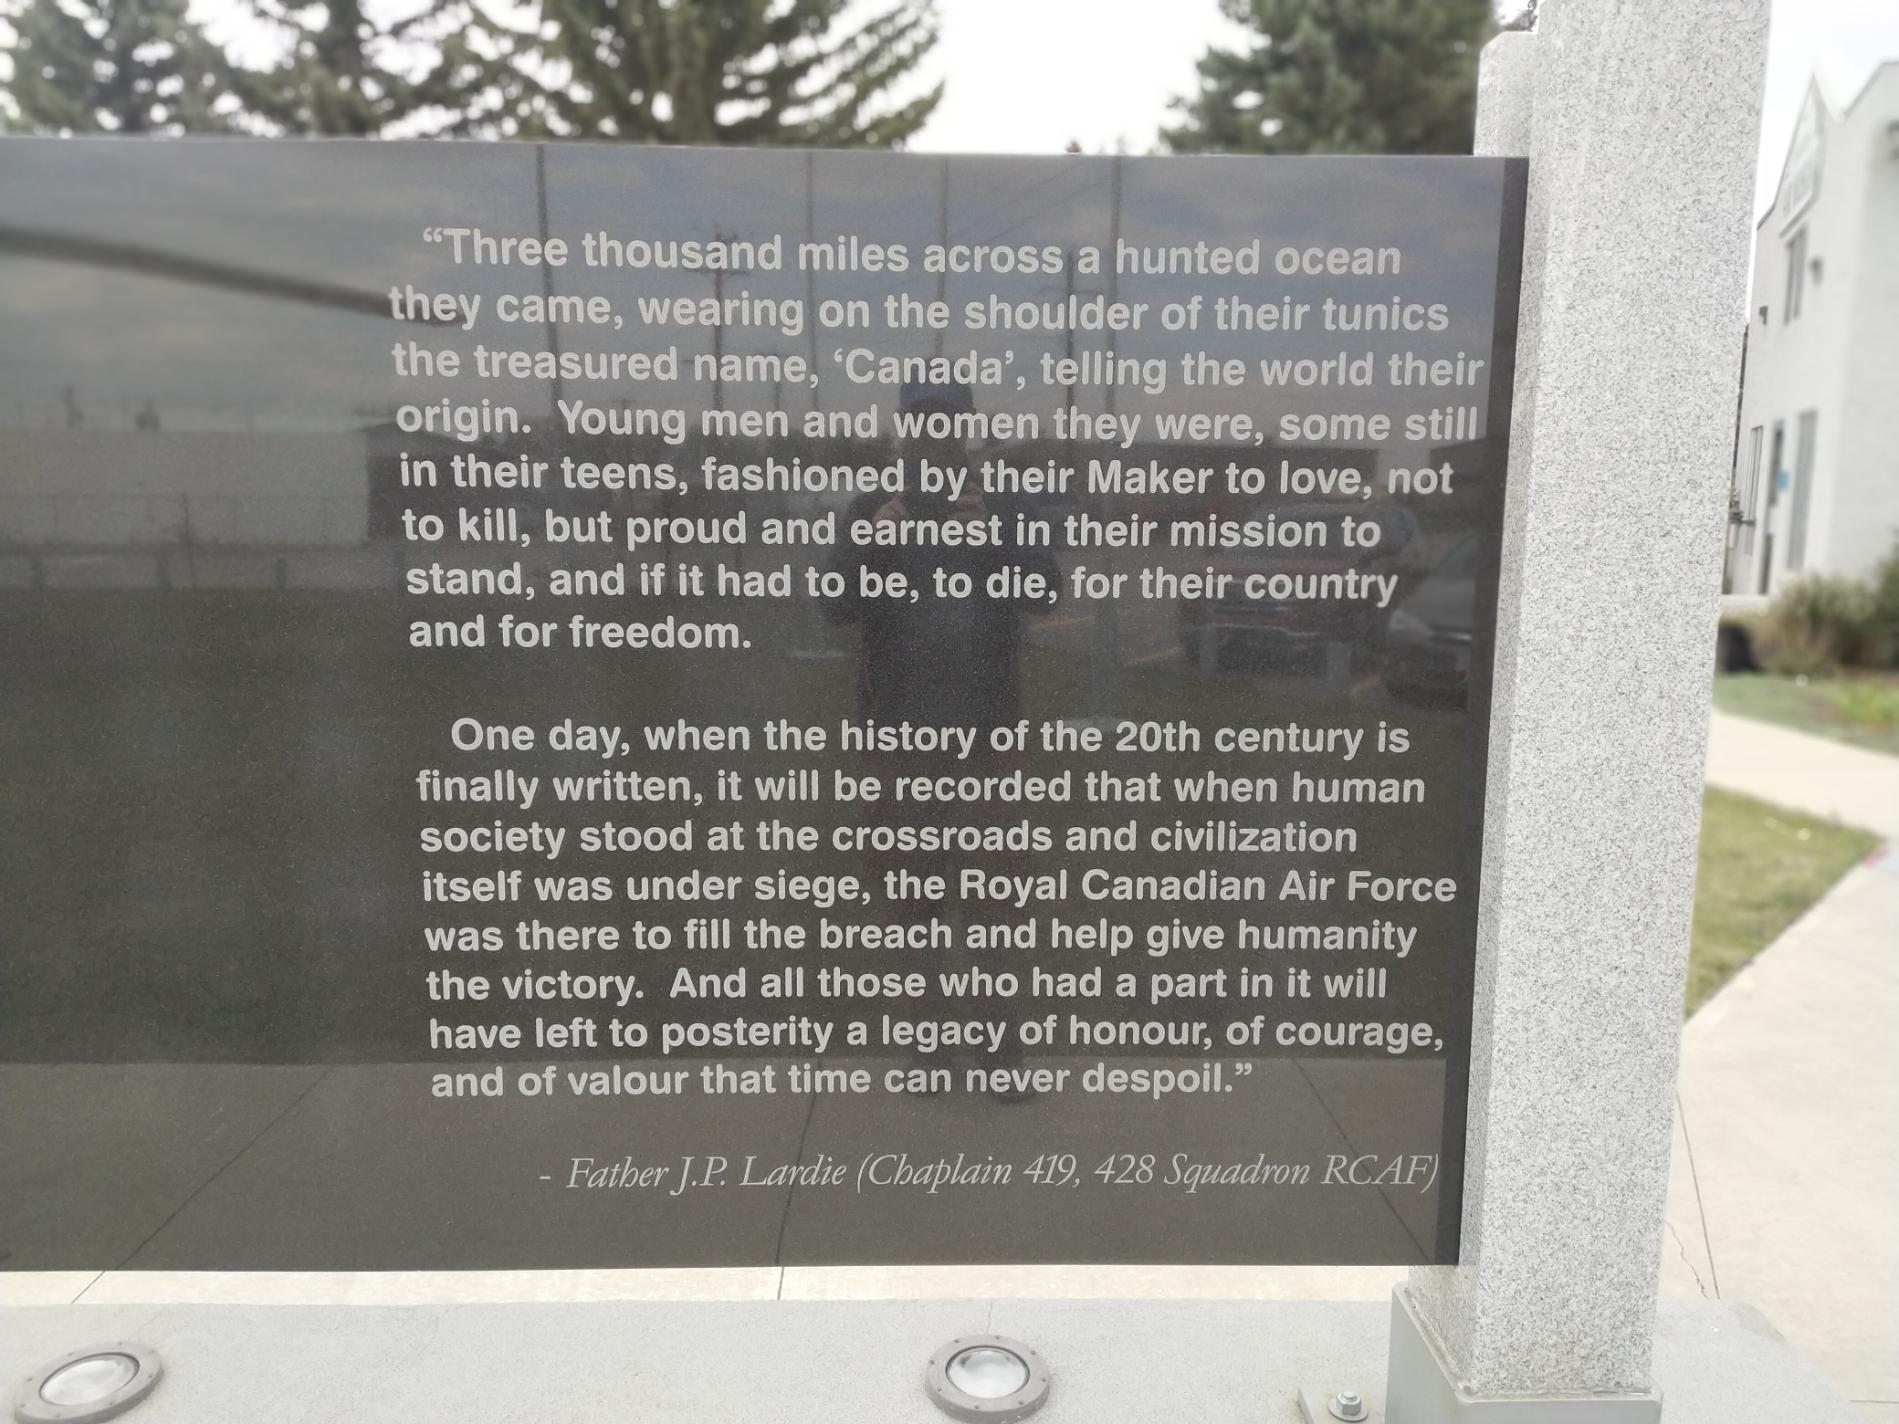 “Three thousand miles across a hunted ocean
they came, wearing on the shoulder of their tunics
the treasured name, ‘Canada’, telling the world their
origin.  Young men and women they were, some still
in their teens, fashioned by their Maker to love, not
to kill, but proud and earnest in their mission to
stand, and if it had to be, to die, for their country
and for freedom.
One day, when the history of the 20th century is
finally written, it will be recorded that when human
society stood at the crossroads and civilization
itself was under siege, the Royal Canadian Air Force
was there to fill the breach and help give humanity
the victory.  And all those who had a part in it will
have left to posterity a legacy of honour, of courage,
and of valour that time can never despoil.”
- Father J.P. Lardie (Chaplain 419, 428 Squadron RCAF)